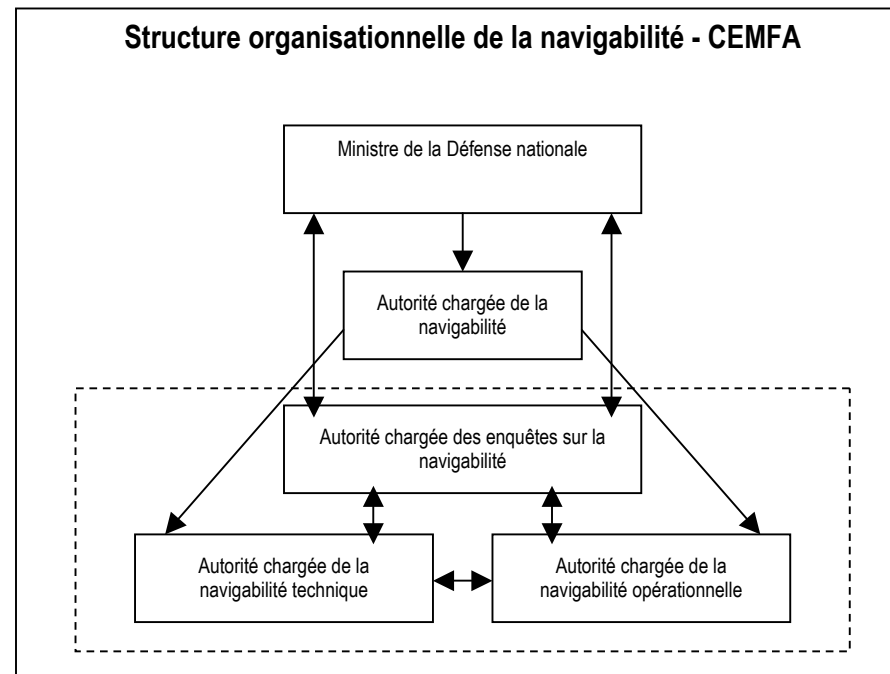 Structure organisationnelle de la navigabilité - CEMFA
Ministre de la Défense nationale
Autorité chargée de la
navigabilité
Autorité chargée des enquêtes sur la
navigabilité
Autorité chargée de la
navigabilité technique
Autorité chargée de la
navigabilité opérationnelle